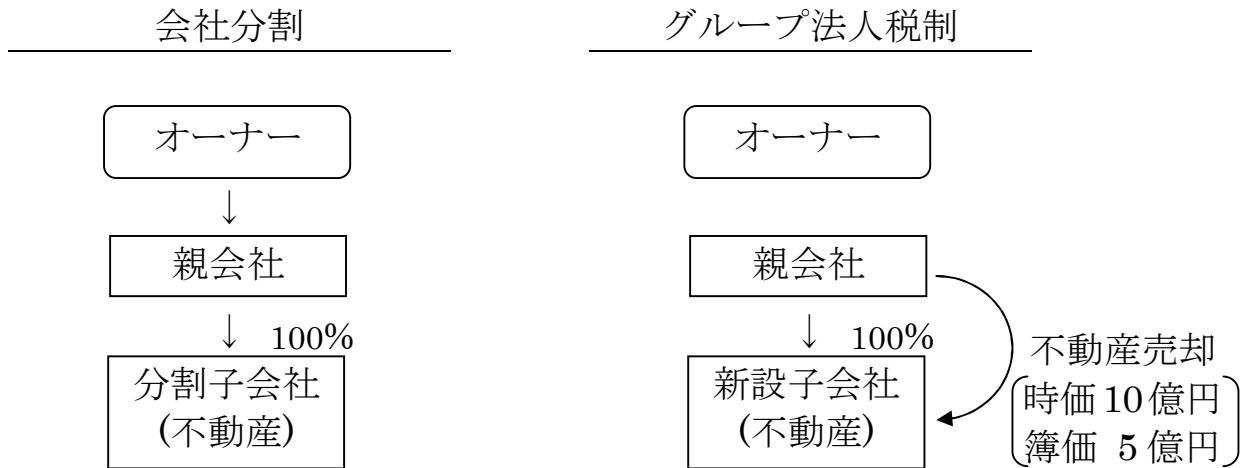 会社分割
オーナー
↓
親会社
↓ 100%
分割子会社
(不動産)
グループ法人税制
オーナー
親会社
↓ 100%
新設子会社
(不動産)
不動産売却
時価 10 億円
簿価 5 億円